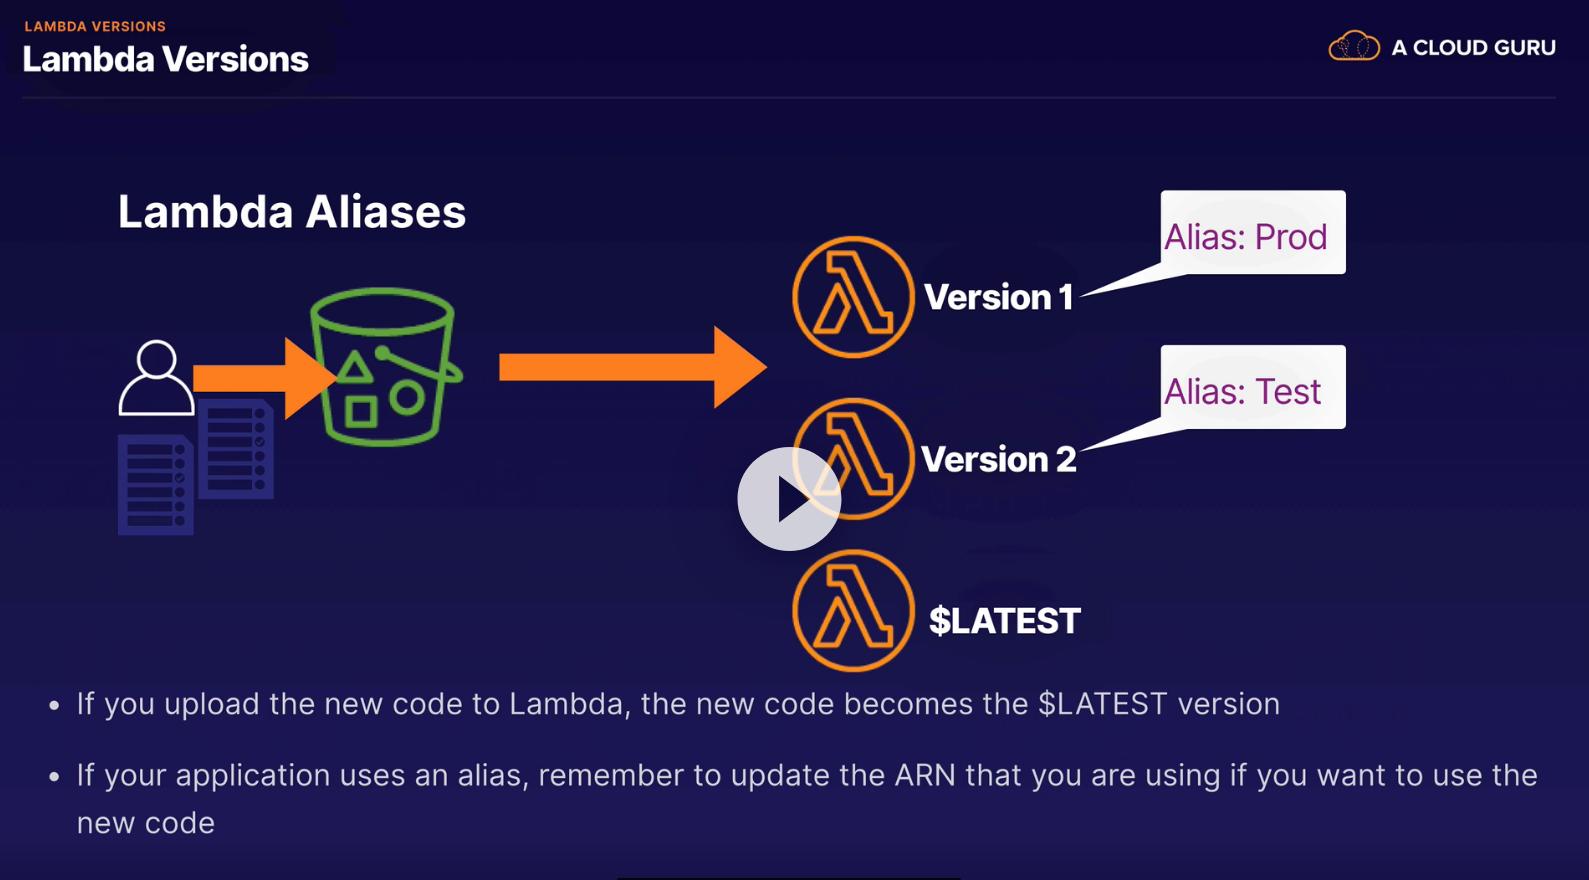 LAMBDA VERSIONS
Lambda Versions
A CLOUD GURU
Lambda Aliases
Alias: Prod
Version 1
Alias: Test
Version 2
$LATEST
• If you upload the new code to Lambda, the new code becomes the $LATEST version
• If your application uses an alias, remember to update the ARN that you are using if you want to use the
new code